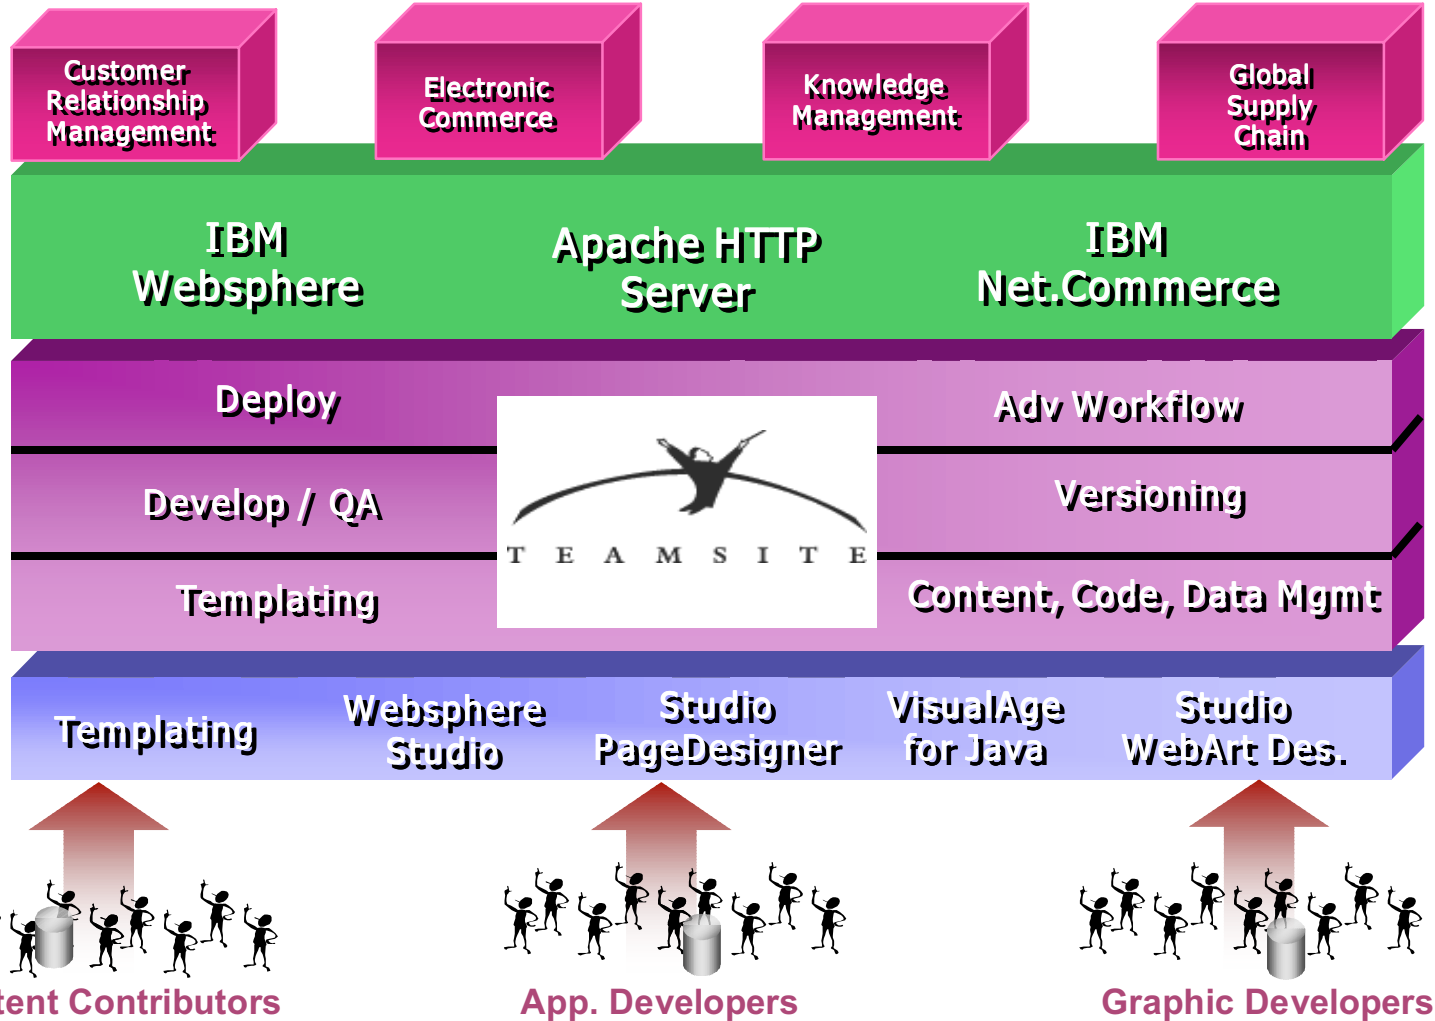 Customer
Relationship
Management
Electronic
Commerce
Knowledge
Management
Global
Supply
Chain
IBM
Websphere
Apache HTTP
Server
IBM
Net.Commerce
Deploy
Adv Workflow
Develop / QA
Versioning
TEAMSITE
Templating
Content, Code, Data Mgmt
Templating
Websphere
Studio
Studio
PageDesigner
VisualAge
for Java
Studio
WebArt Des.
tent Contributors
App. Developers
Graphic Developers